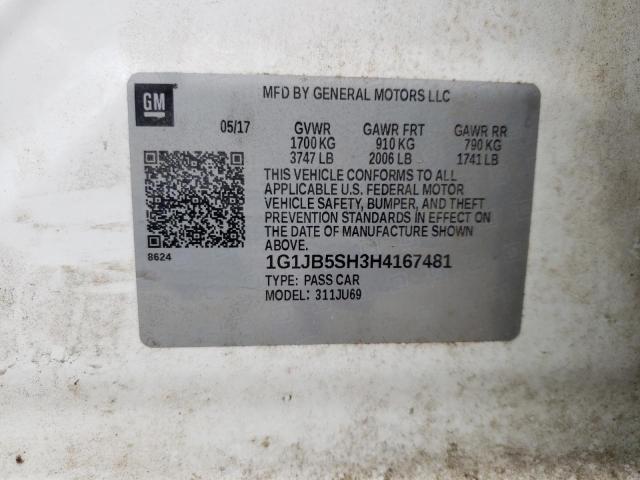 GM
MFD BY GENERAL MOTORS LLC
05/17 GVWR GAWR FRT GAWR RR
1700 KG 910 KG 790 KG
3747 LB 2006 LB 1741 LB
THIS VEHICLE CONFORMS TO ALL
APPLICABLE U.S. FEDERAL MOTOR
VEHICLE SAFETY, BUMPER, AND THEFT
PREVENTION STANDARDS IN EFFECT ON
THE DATE OF MANUFACTURE SHOWN
ABOVE.
8624
1G1JB5SH3H4167481
TYPE: PASS CAR
MODEL: 311JU69